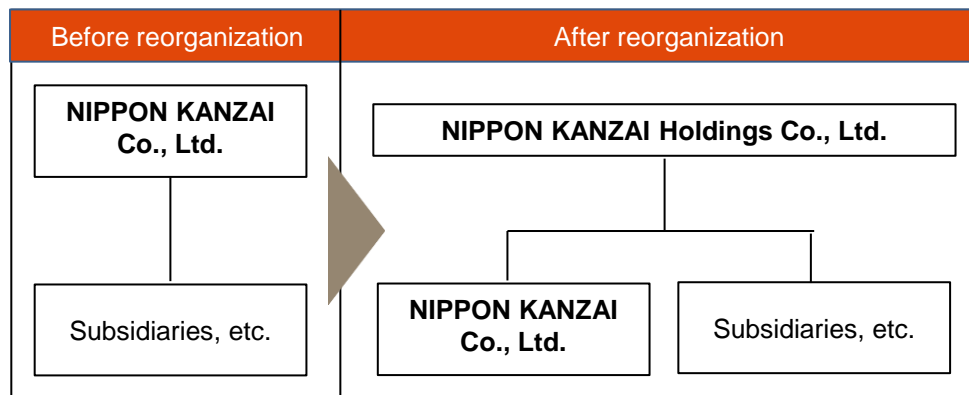 Before reorganization
After reorganization
NIPPON KANZAI
Co., Ltd.
NIPPON KANZAI Holdings Co., Ltd.
Subsidiaries, etc.
NIPPON KANZAI
Co., Ltd.
Subsidiaries, etc.